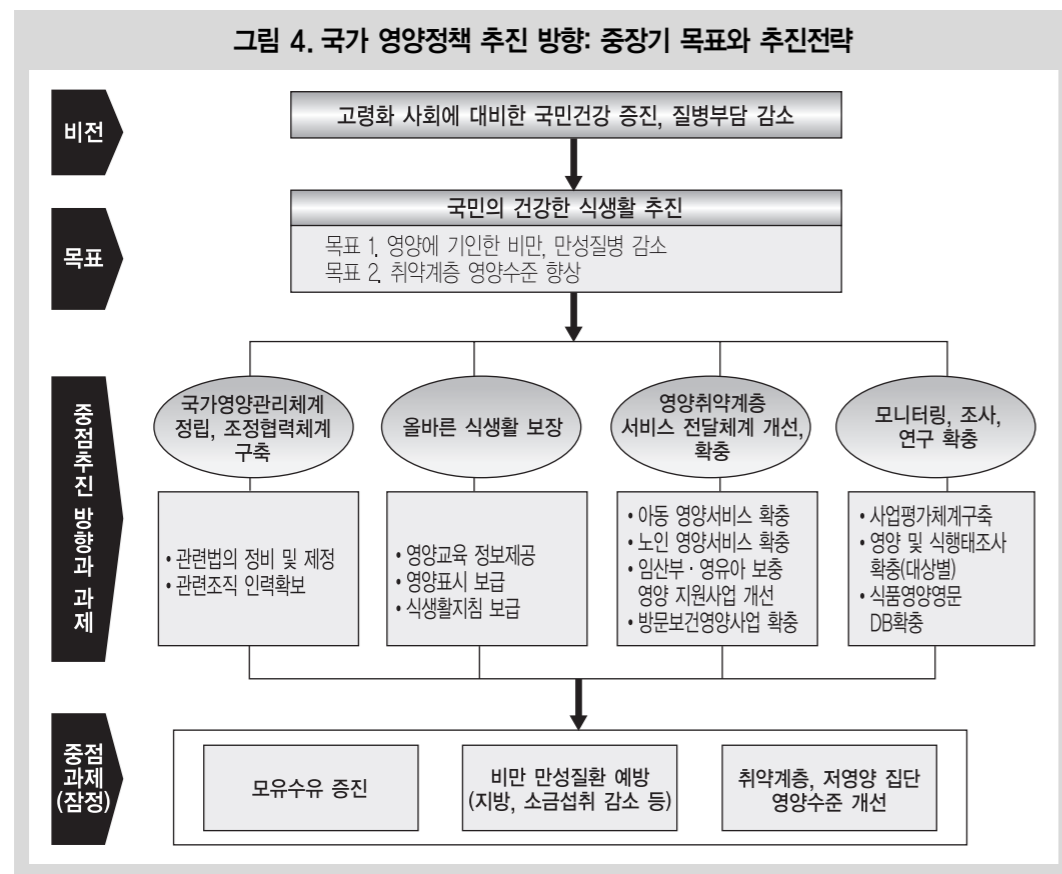 그림 4. 국가 영양정책 추진 방향: 중장기 목표와 추진전략
비전
고령화 사회에 대비한 국민건강 증진, 질병부담 감소
목표
국민의 건강한 식생활 추진
목표 1. 영양에 기인한 비만, 만성질병 감소
목표 2. 취약계층 영양수준 향상
중점추진 방향과 과제
국가영양관리체계
정립, 조정협력체계
구축
• 관련법의 정비 및 제정
• 관련조직 인력확보
올바른 식생활 보장
• 영양교육 정보제공
• 영양표시 보급
• 식생활지침 보급
영양취약계층
서비스 전달체계 개선,
확충
• 아동 영양서비스 확충
• 노인 영양서비스 확충
• 임산부·영유아 보충
영양 지원사업 개선
• 방문보건영양사업 확충
모니터링, 조사,
연구 확충
• 사업평가체계구축
• 영양 및 식행태조사
확충(대상별)
• 식품영양영문
DB확충
중점
과제
(잠정)
모유수유 증진
비만 만성질환 예방
(지방, 소금섭취 감소 등)
취약계층, 저영양 집단
영양수준 개선